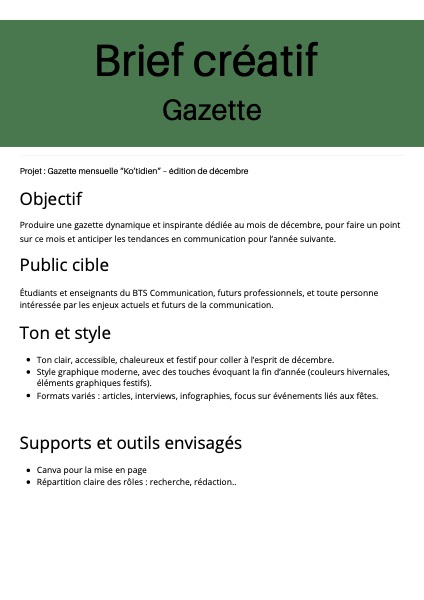 Brief créatif
Gazette
Projet : Gazette mensuelle “Ko’tidien” – édition de décembre
Objectif
Produire une gazette dynamique et inspirante dédiée au mois de décembre, pour faire un point
sur ce mois et anticiper les tendances en communication pour l’année suivante.
Public cible
Étudiants et enseignants du BTS Communication, futurs professionnels, et toute personne
intéressée par les enjeux actuels et futurs de la communication.
Ton et style
• Ton clair, accessible, chaleureux et festif pour coller à l’esprit de décembre.
• Style graphique moderne, avec des touches évoquant la fin d’année (couleurs hivernales,
éléments graphiques festifs).
• Formats variés : articles, interviews, infographies, focus sur événements liés aux fêtes.
Supports et outils envisagés
• Canva pour la mise en page
• Répartition claire des rôles : recherche, rédaction..